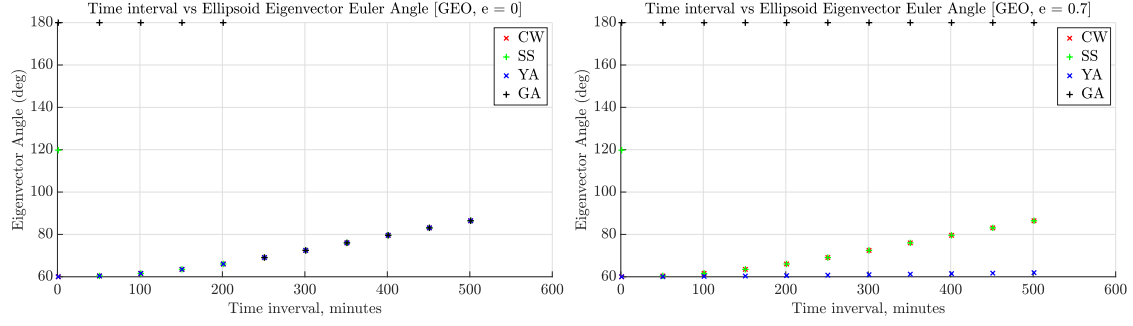 Time interval vs Ellipsoid Eigenvector Euler Angle [GEO, e = 0]
180
160
140
120
100
80
60
0
100
200
300
400
500
600
Eigenvector Angle (deg)
Time inverval, minutes
CW
SS
YA
GA
Time interval vs Ellipsoid Eigenvector Euler Angle [GEO, e = 0.7]
180
160
140
120
100
80
60
0
100
200
300
400
500
600
Eigenvector Angle (deg)
Time inverval, minutes
CW
SS
YA
GA